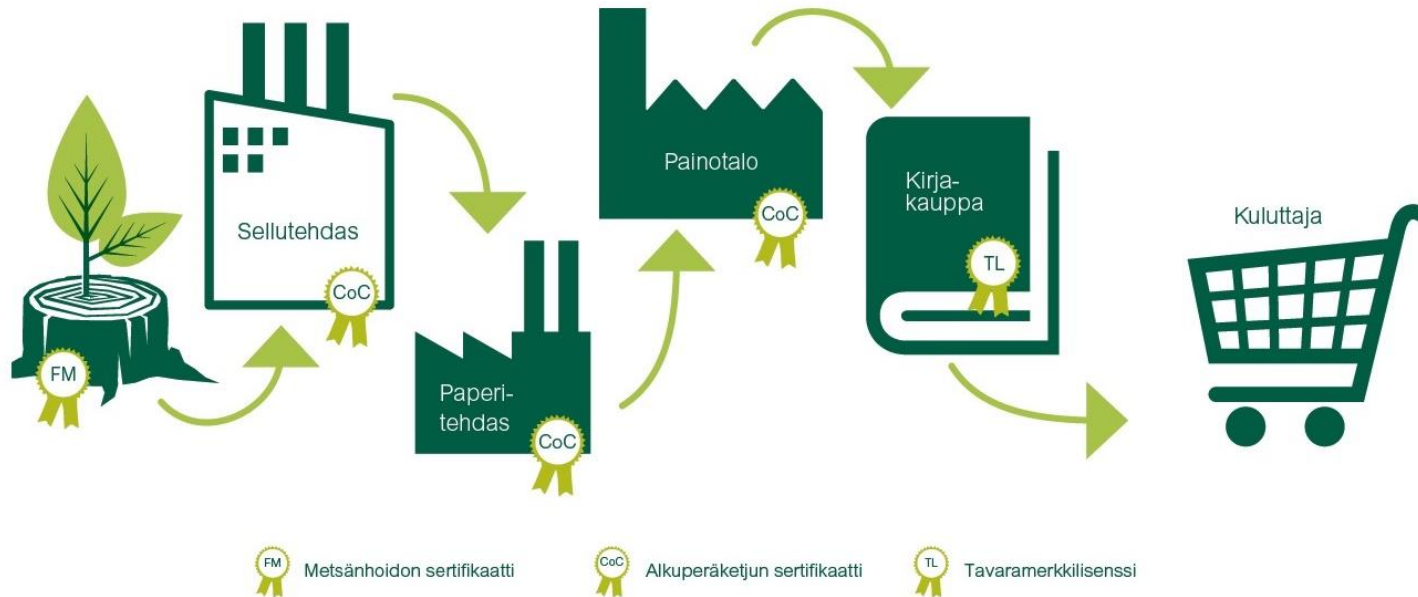 FM
Sellutehdas
CoC
Paperi-
tehdas
CoC
Painotalo
CoC
Kirja-
kauppa
TL
Kuluttaja
FM Metsänhoidon sertifikaatti
CoC Alkuperäketjun sertifikaatti
TL Tavaramerkkilisenssi